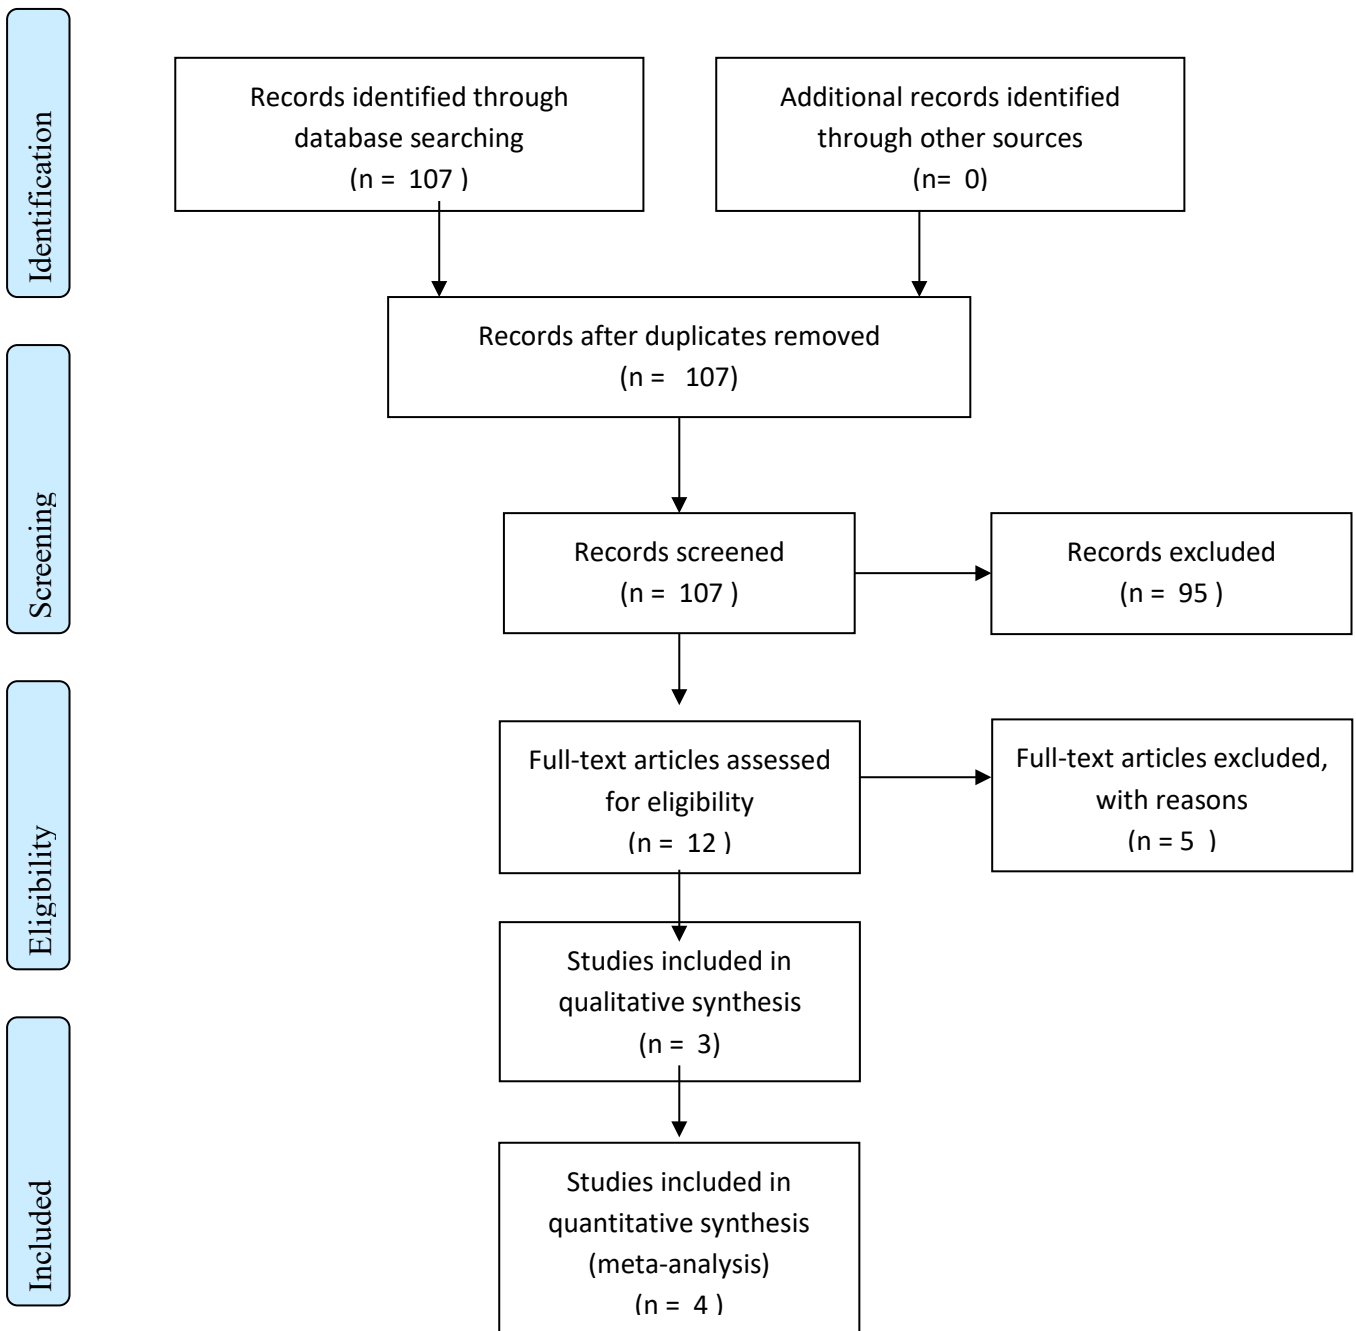 Identification
Records identified through
database searching
(n = 107 )
Additional records identified
through other sources
(n= 0)
Records after duplicates removed
(n = 107)
Screening
Records screened
(n = 107 )
Records excluded
(n = 95 )
Eligibility
Full-text articles assessed
for eligibility
(n = 12 )
Full-text articles excluded,
with reasons
(n = 5 )
Studies included in
qualitative synthesis
(n = 3)
Included
Studies included in
quantitative synthesis
(meta-analysis)
(n = 4 )